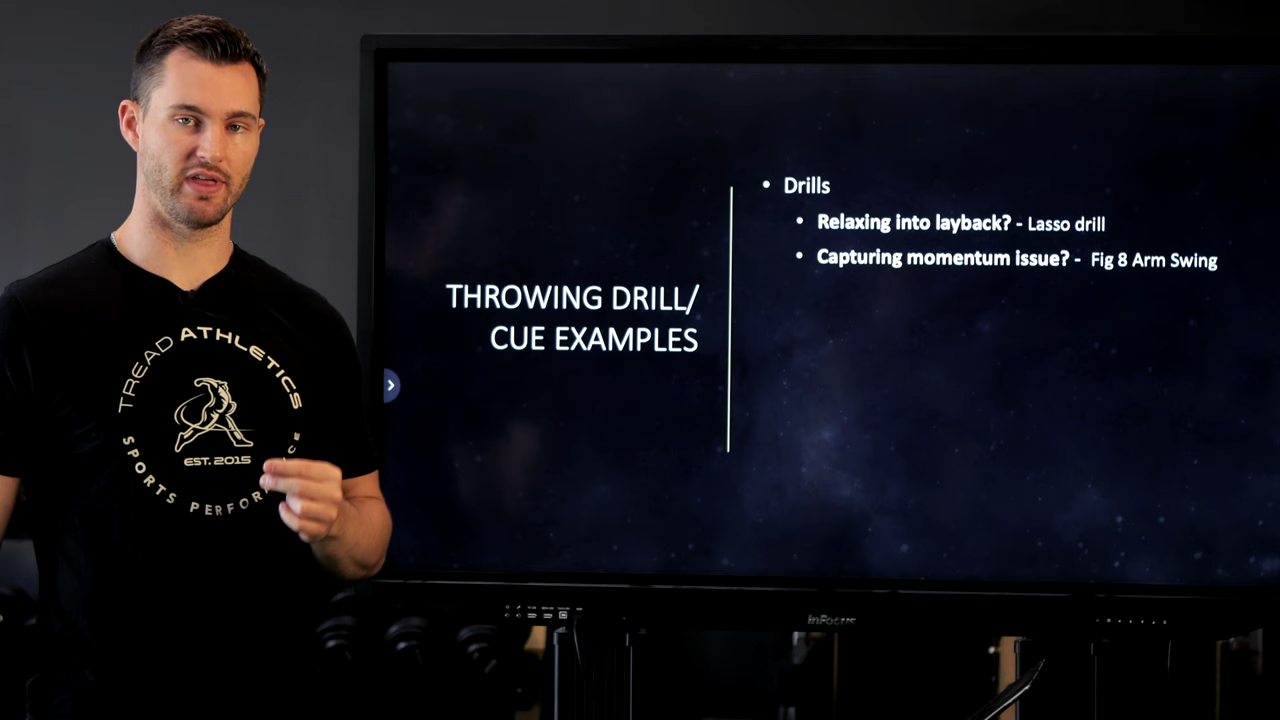 TREAD ATHLETICS
EST. 2015
SPORTS PERFOR CE
THROWING DRILL/
CUE EXAMPLES
• Drills
• Relaxing into layback? - Lasso drill
• Capturing momentum issue? - Fig 8 Arm Swing
InFocus